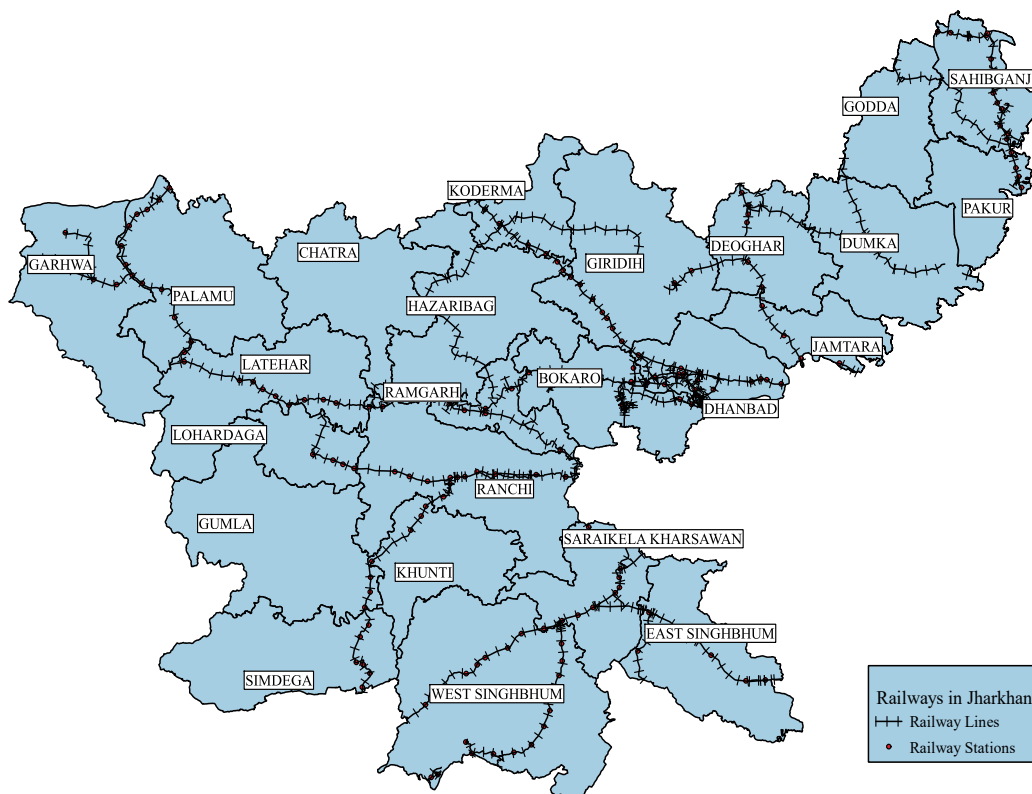 SAHIBGANJ
GODDA
KODERMA
PAKUR
CHATRA
DEOGHAR
DUMKA
GARHWA
GIRIDIH
PALAMU
HAZARIBAG
JAMTARA
LATEHAR
BOKARO
RAMGARH
DHANBAD
LOHARDAGA
RANCHI
GUMLA
SARAIKELA KHARSAWAN
KHUNTI
EAST SINGHBHUM
SIMDEGA
WEST SINGHBHUM
Railways in Jharkhan
Railway Lines
Railway Stations